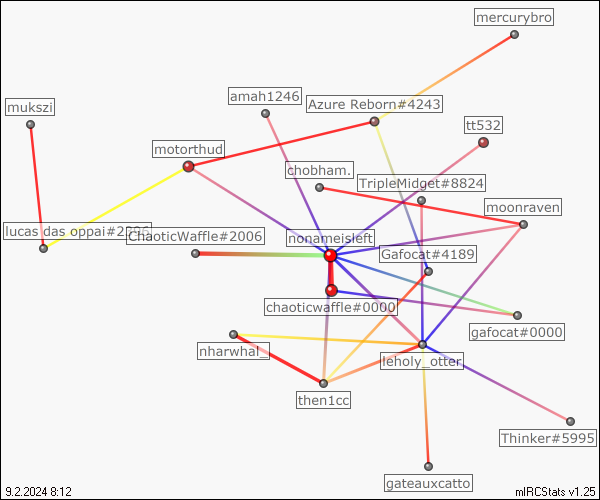 mercurybro
amah1246
Azure Reborn#4243
mukszi
tt532
motorthud
chobham.
TripleMidget#8824
moonraven
lucas das oppai#2286
ChaoticWaffle#2006
nonameisleft
Gafocat#4189
chaoticwaffle#0000
gafocat#0000
nharwhal_
leholy_otter
then1cc
Thinker#5995
gateauxcatto
9.2.2024 8:12
mIRCStats v1.25